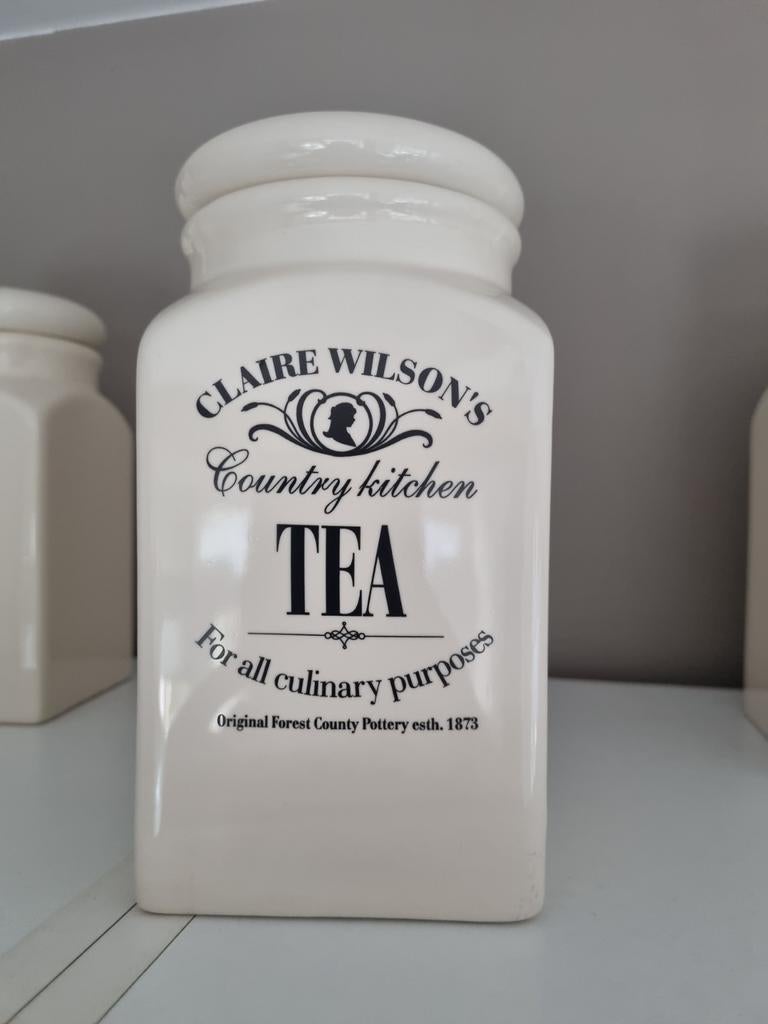 CLAIRE WILSON'S
Country kitchen
TEA
For all culinary purposes
Original Forest County Pottery esth. 1873